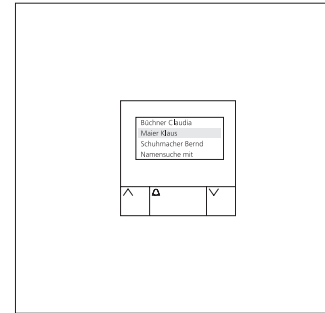 Büchner Claudia
Maier Klaus
Schuhmacher Bernd
Namensuche mit